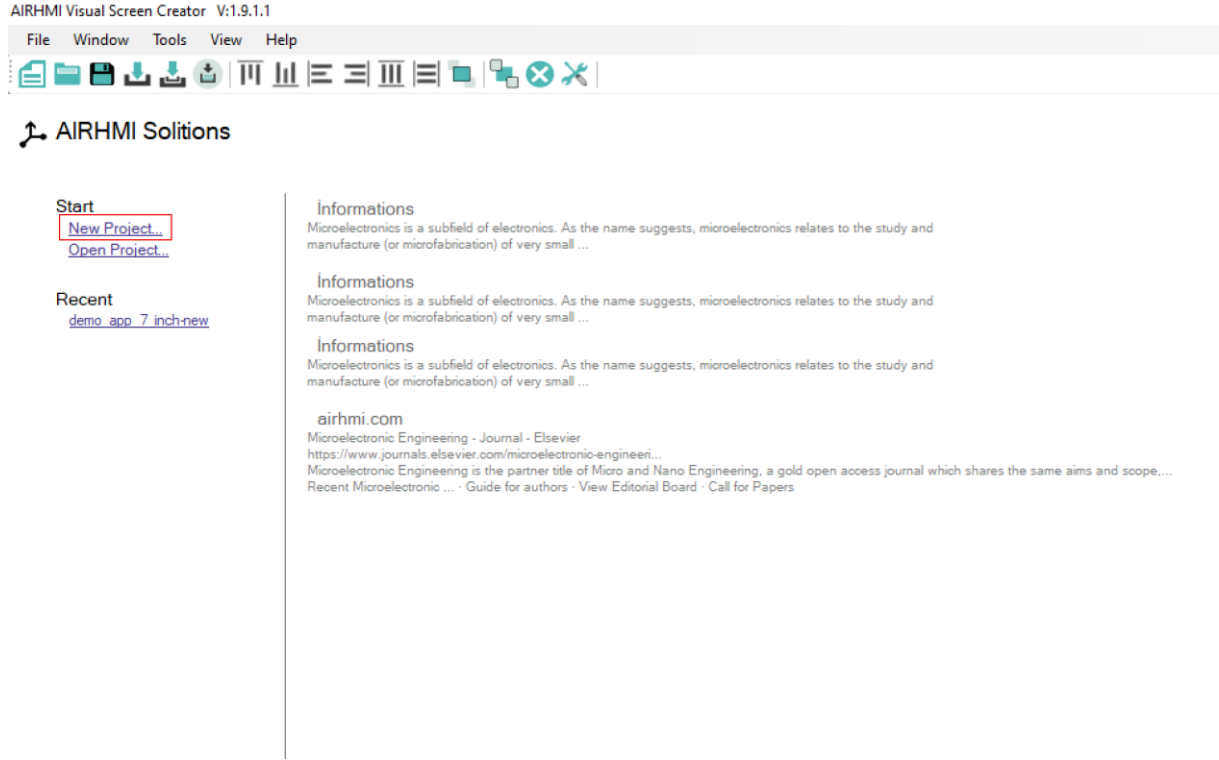 AIRHMI Visual Screen Creator V:1.9.1.1
File Window Tools View Help
AIRHMI Solitions
Start
New Project...
Open Project...
Recent
demo_app_7 inch-new
İnformations
Microelectronics is a subfield of electronics. As the name suggests, microelectronics relates to the study and
manufacture (or microfabrication) of very small ...
İnformations
Microelectronics is a subfield of electronics. As the name suggests, microelectronics relates to the study and
manufacture (or microfabrication) of very small ...
İnformations
Microelectronics is a subfield of electronics. As the name suggests, microelectronics relates to the study and
manufacture (or microfabrication) of very small ...
airhmi.com
Microelectronic Engineering - Journal - Elsevier
https://www.journals.elsevier.com/microelectronic-engineeri...
Microelectronic Engineering is the partner title of Micro and Nano Engineering, a gold open access journal which shares the same aims and scope,...
Recent Microelectronic ... · Guide for authors · View Editorial Board · Call for Papers